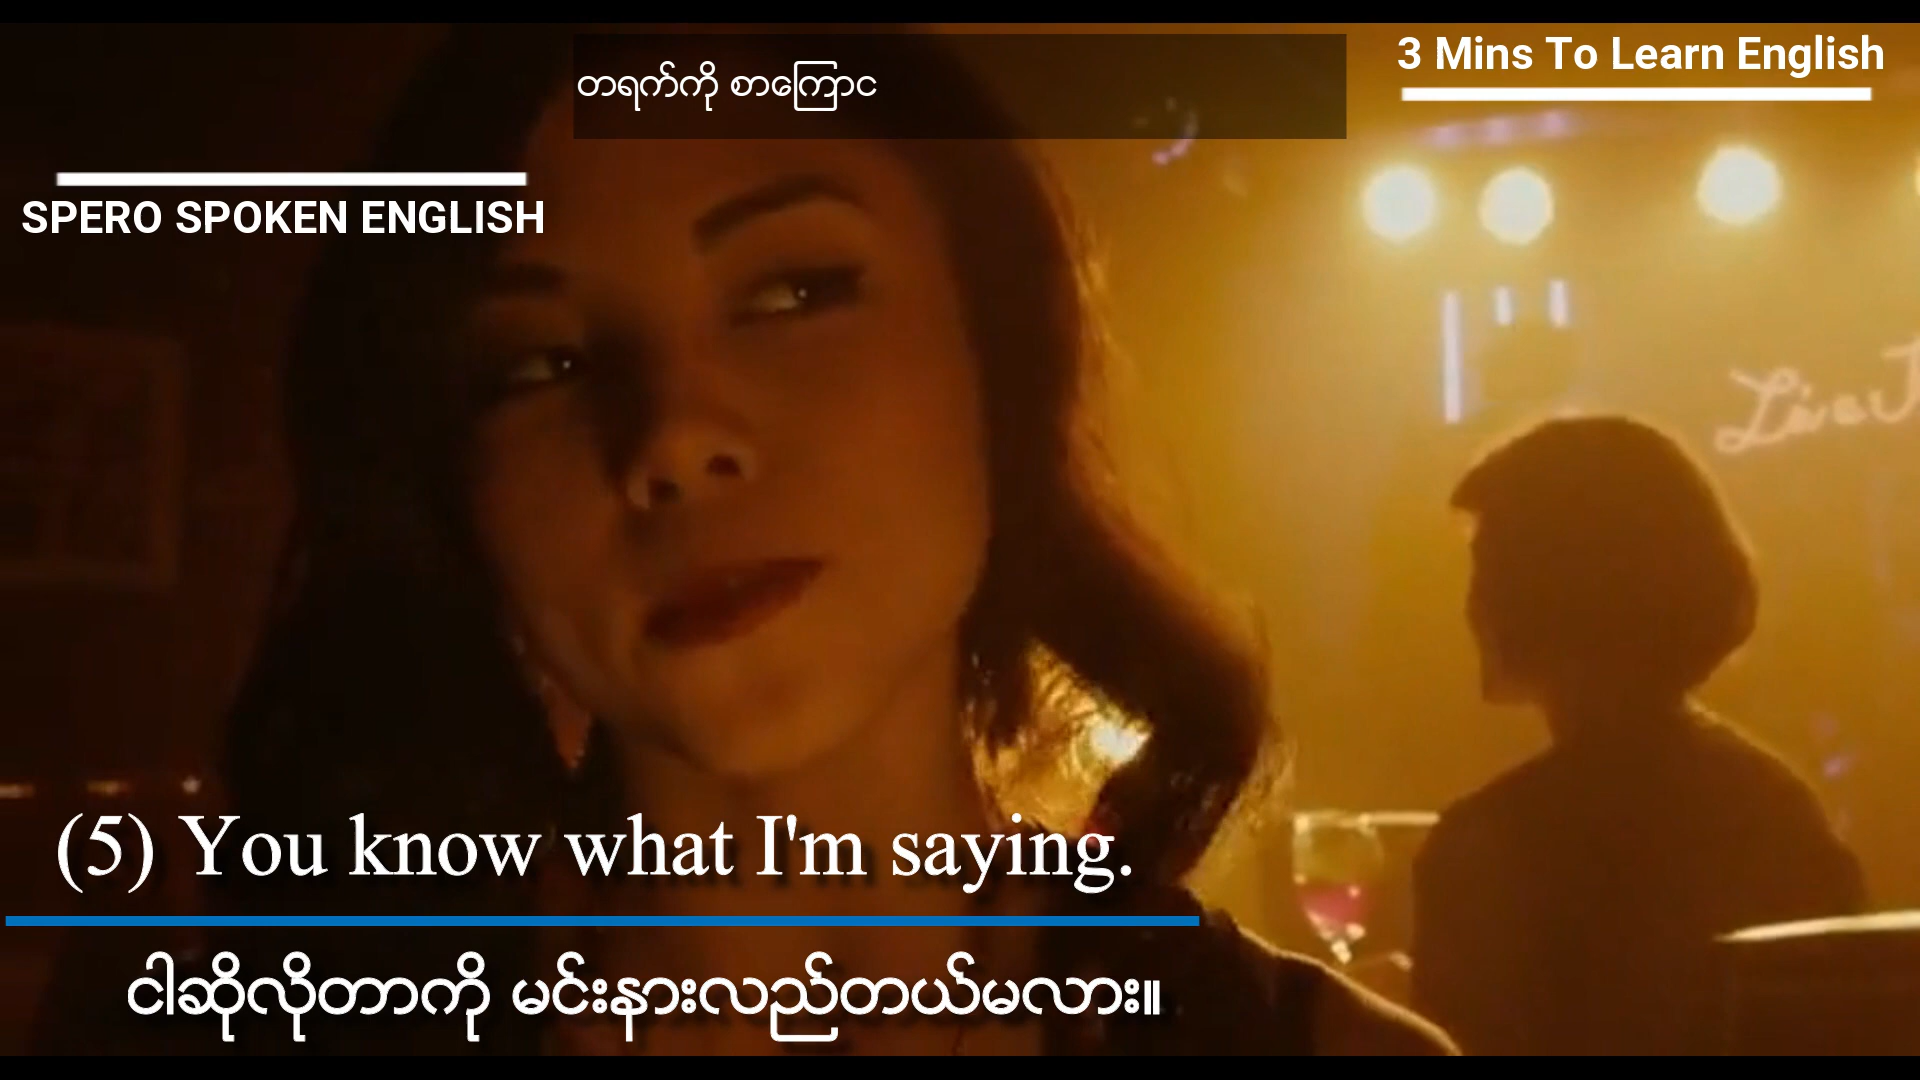 တရက်ကို စာကြောင
3 Mins To Learn English
SPERO SPOKEN ENGLISH
Live J
(5) You know what I'm saying.
ငါဆိုလိုတာကို မင်းနားလည်တယ်မလား။